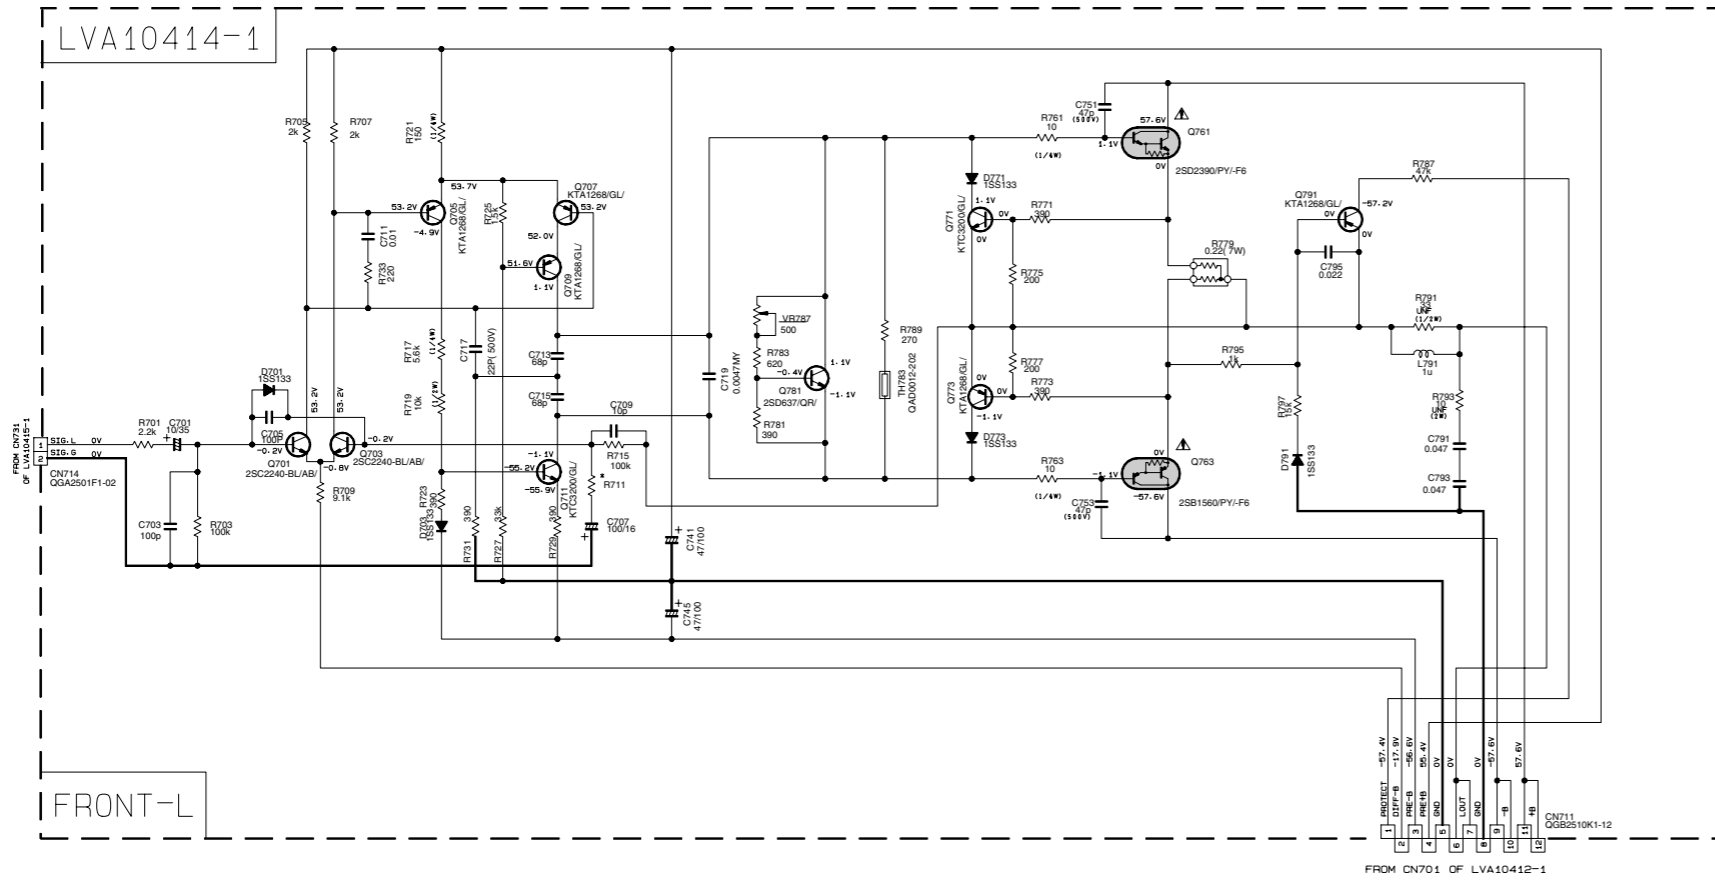 LVA10414-1
R705
2k
R707
2k
R721
150
(1/4W)
53.7V
53.2V
-4.9V
Q705
KTA1268/GL/
R725
1.5k
Q707
KTA1268/GL/
53.2V
52.0V
51.6V
1.1V
Q709
KTA1268/GL/
C711
0.01
R733
220
R717
5.6k
(1/4W)
R719
10k
(1/2W)
C717
22P( 500V)
C713
68p
C715
68p
C719
0.0047MY
C709
10p
R715
100k
*
R711
C707
100/16
+
D701
1SS133
C705
100P
53.2V
53.2V
-0.2V
-0.2V
-0.8V
Q701
2SC2240-BL/AB/
Q703
2SC2240-BL/AB/
R701
2.2k
C701
10/35
+
FROM CN731
OF LVA10415-1
1
2
SIG.L 0V
SIG.G 0V
CN714
QGA2501F1-02
C703
100p
R703
100k
R709
9.1k
R723
390
D703
1SS133
R731
390
R727
33k
R729
390
-1.1V
-55.2V
-55.9V
Q711
KTC3200/GL/
+
C741
47/100
+
C745
47/100
VR787
500
R783
620
-0.4V
R781
390
1.1V
-1.1V
Q781
2SD637/QR/
R789
270
TH783
QAD0012-202
R761
10
(1/4W)
C751
47p
(500V)
57.6V
1.1V
0V
Q761
2SD2390/PY/-F6
D771
1SS133
1.1V
0V
0V
Q771
KTC3200/GL/
R771
390
R775
200
R777
200
R773
390
0V
0V
-1.1V
Q773
KTA1268/GL/
D773
1SS133
R763
10
(1/4W)
C753
47p
(500V)
0V
-1.1V
-57.6V
Q763
2SB1560/PY/-F6
R779
0.22( 7W)
Q791
KTA1268/GL/
0V
-57.2V
0V
R787
47k
C795
0.022
R795
1k
R797
15k
D791
1SS133
R791
33
UNF
(1/2W)
L791
1u
R793
10
UNF
(2W)
C791
0.047
C793
0.047
FRONT-L
-57.4V
-17.9V
-56.6V
55.4V
0V
0V
0V
-57.6V
57.6V
PROTECT
DIFF-B
PRE-B
PRE+B
GND
LOUT
GND
-B
+B
1
2
3
4
5
6
7
8
9
10
11
12
CN711
QGB2510K1-12
FROM CN701 OF LVA10412-1